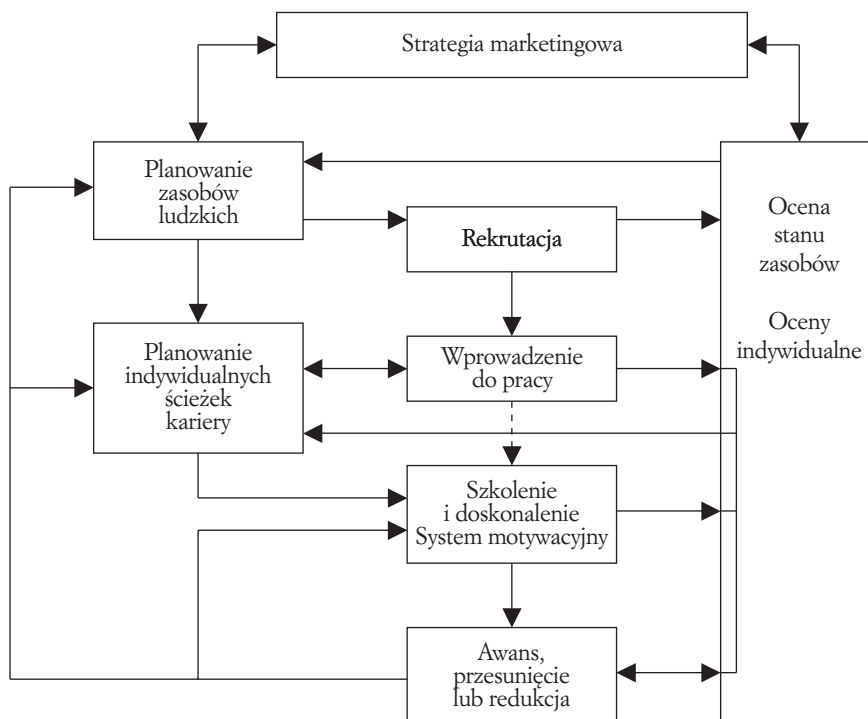 Strategia marketingowa
Planowanie
zasobów
ludzkich
Rekrutacja
Ocena
stanu
zasobów
Oceny
indywidualne
Planowanie
indywidualnych
ścieżek
kariery
Wprowadzenie
do pracy
Szkolenie
i doskonalenie
System motywacyjny
Awans,
przesunięcie
lub redukcja